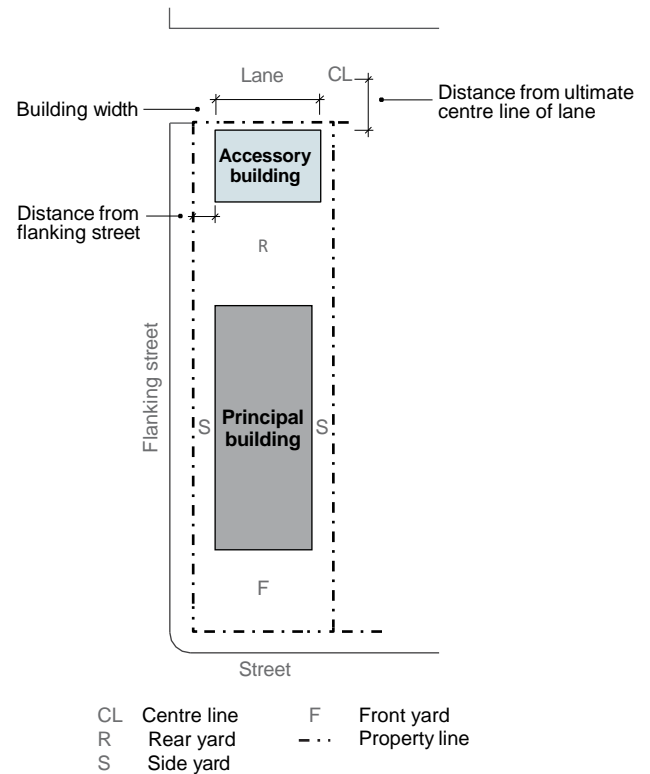 Lane
CL
Distance from ultimate
centre line of lane
Building width
Accessory
building
Distance from
flanking street
R
Flanking street
S
Principal
building
S
F
Street
CL Centre line
F Front yard
R Rear yard
Property line
S Side yard